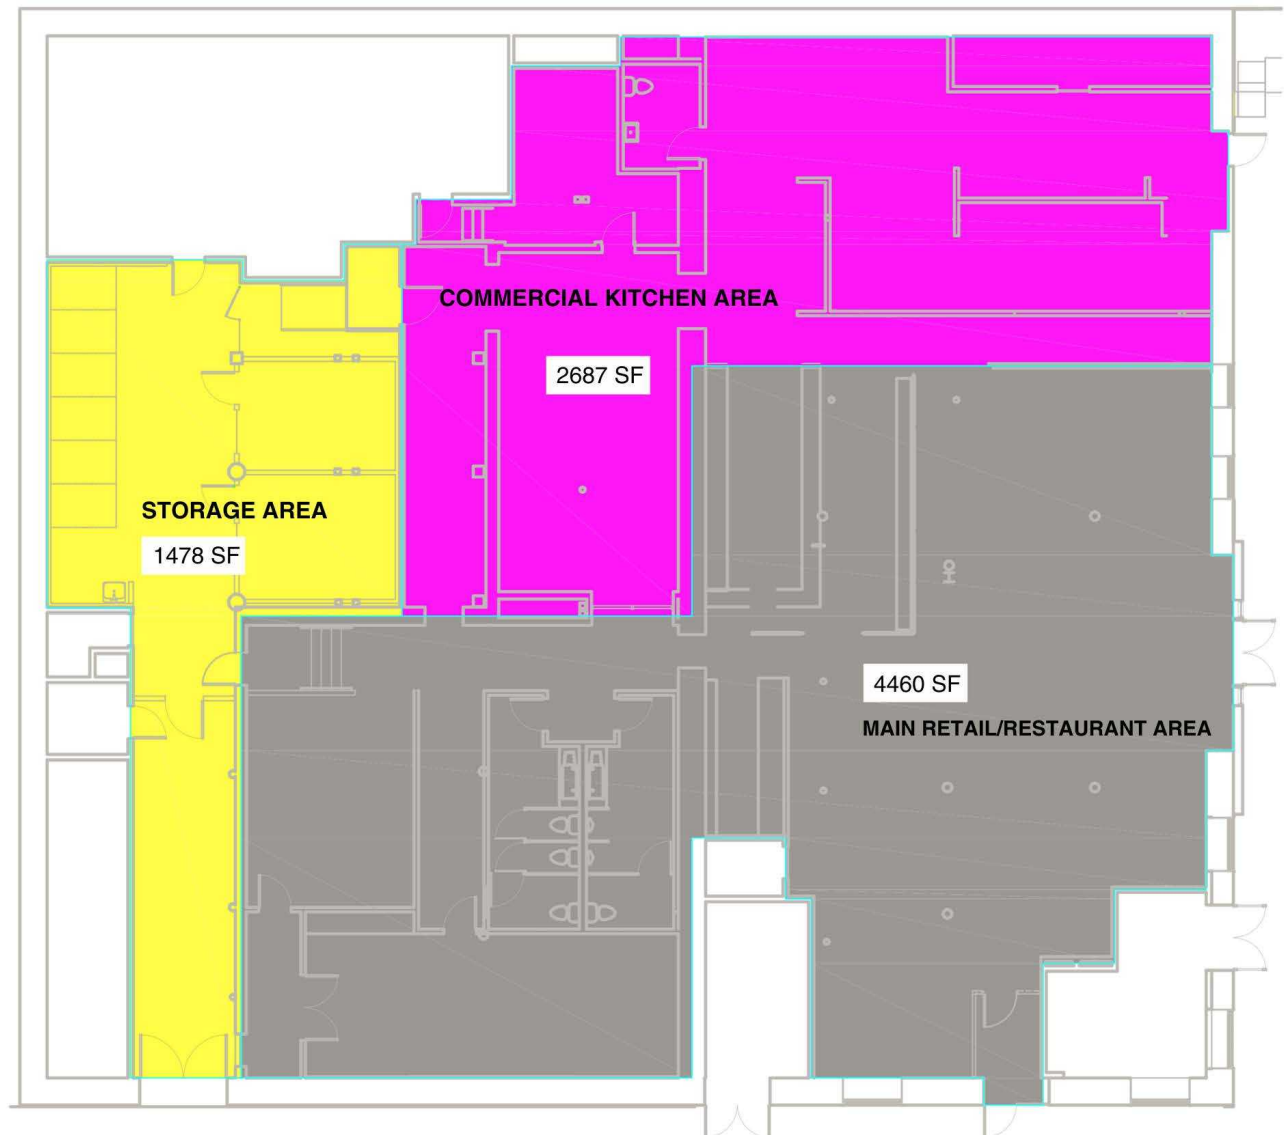 COMMERCIAL KITCHEN AREA
2687 SF
STORAGE AREA
1478 SF
4460 SF
MAIN RETAIL/RESTAURANT AREA